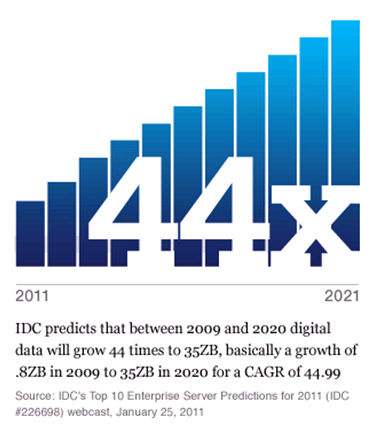 44x
2011 2021
IDC predicts that between 2009 and 2020 digital
data will grow 44 times to 35ZB, basically a growth of
.8ZB in 2009 to 35ZB in 2020 for a CAGR of 44.99
Source: IDC's Top 10 Enterprise Server Predictions for 2011 (IDC
#226698) webcast, January 25, 2011